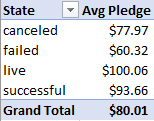 State Avg Pledge
canceled $77.97
failed $60.32
live $100.06
successful $93.66
Grand Total $80.01